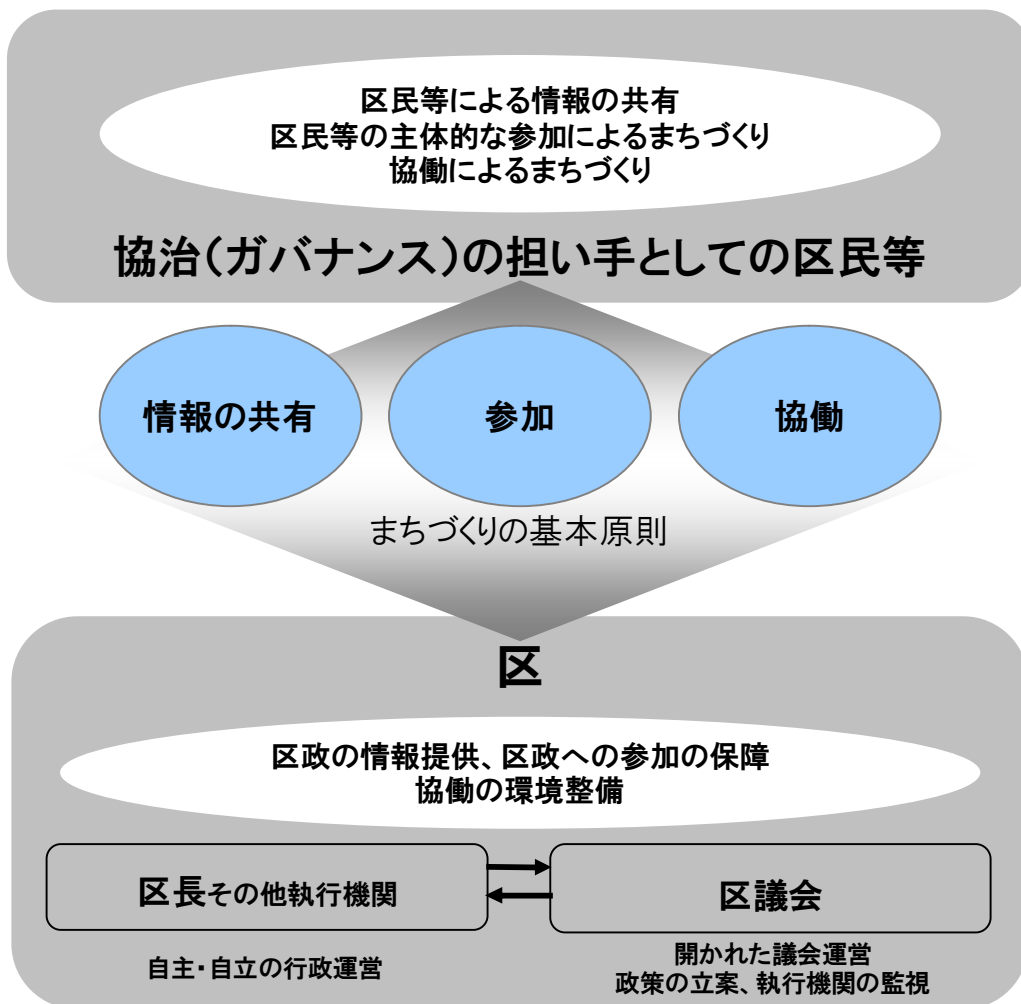 区民等による情報の共有
区民等の主体的な参加によるまちづくり
協働によるまちづくり
協治(ガバナンス)の担い手としての区民等
情報の共有
参加
協働
まちづくりの基本原則
区
区政の情報提供、区政への参加の保障
協働の環境整備
区長その他執行機関
区議会
自主・自立の行政運営
開かれた議会運営
政策の立案、執行機関の監視